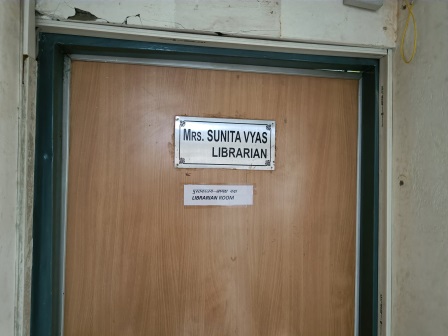 MRS. SUNITA VYAS
LIBRARIAN
LIBRARIAN ROOM